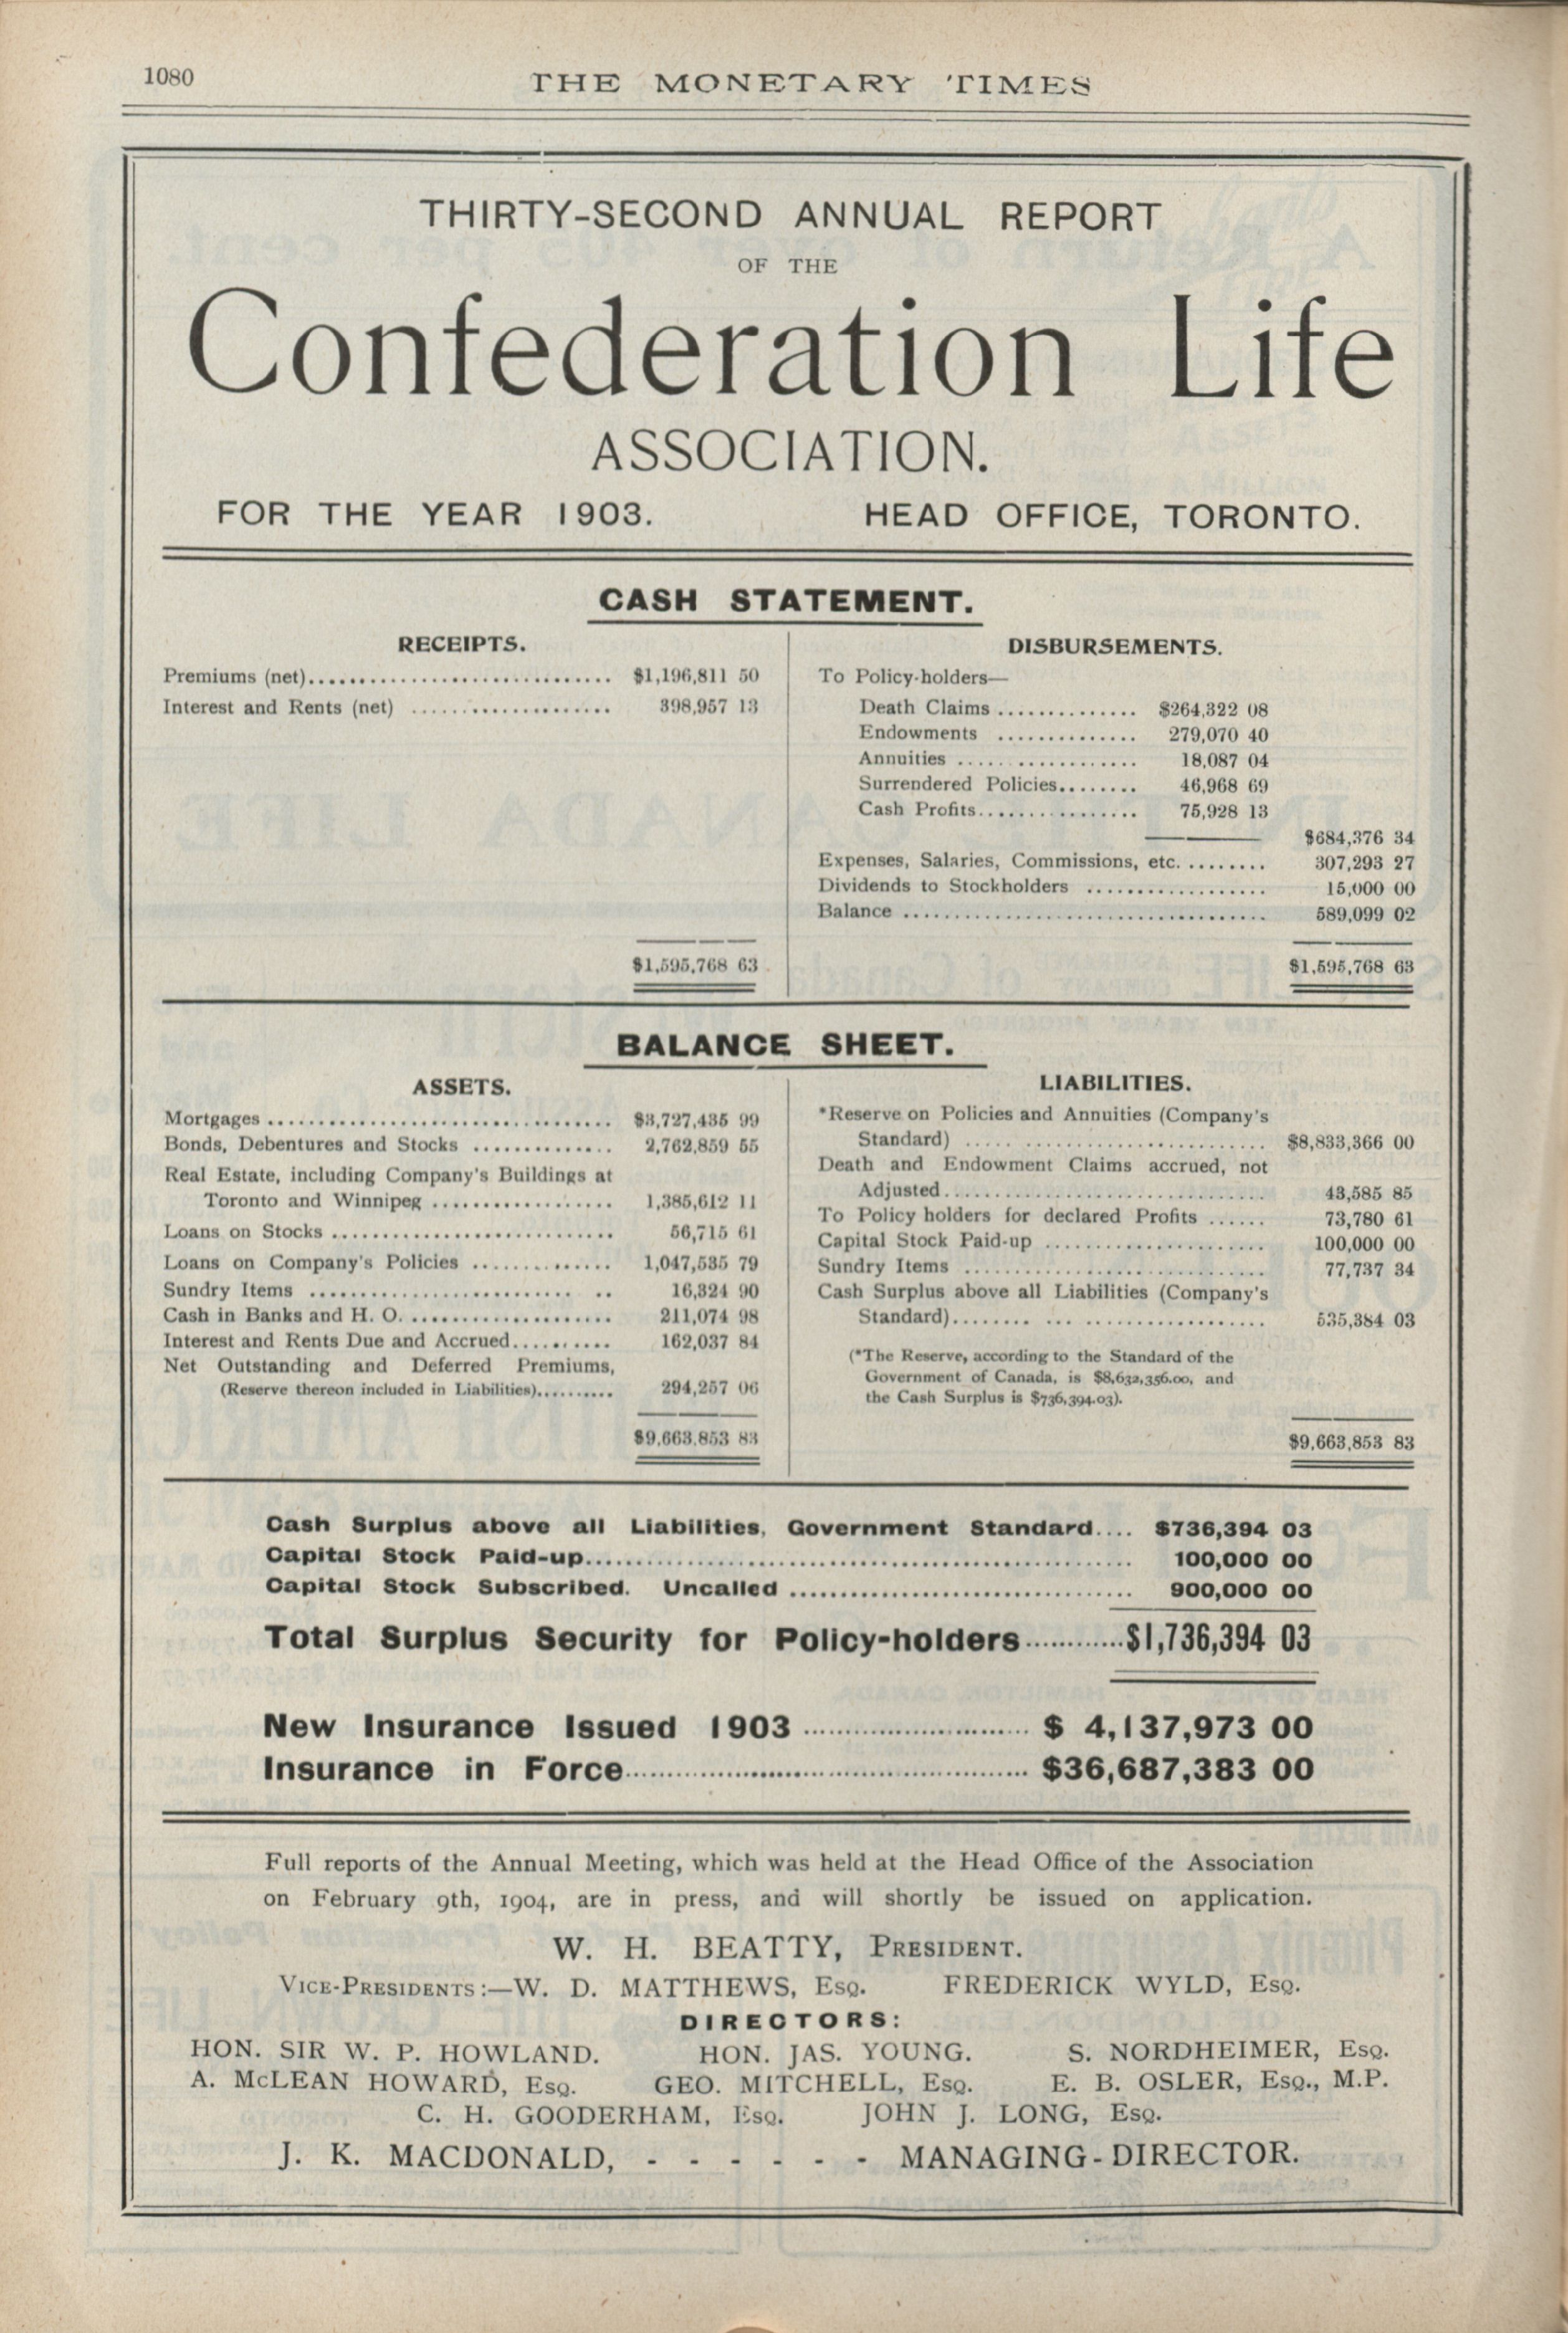 1080
THE MONETARY TIMES
THIRTY-SECOND ANNUAL REPORT
OF THE
Confederation Life
ASSOCIATION.
FOR THE YEAR 1903. HEAD OFFICE, TORONTO.
CASH STATEMENT.
RECEIPTS.
Premiums (net).............................. $1,196,811 50
Interest and Rents (net) .................... 398,957 13
$1,595,768 63
DISBURSEMENTS.
To Policy-holders—
Death Claims .............. $264,322 08
Endowments .............. 279,070 40
Annuities .................. 18,087 04
Surrendered Policies........ 46,968 69
Cash Profits................ 75,928 13
$684,376 34
Expenses, Salaries, Commissions, etc. ........ 307,293 27
Dividends to Stockholders .................. 15,000 00
Balance .................................... 589,099 02
$1,595,768 63
BALANCE SHEET.
ASSETS.
Mortgages .................................. $3,727,435 99
Bonds, Debentures and Stocks .............. 2,762,859 55
Real Estate, including Company's Buildings at
Toronto and Winnipeg .................. 1,385,612 11
Loans on Stocks ............................ 56,715 61
Loans on Company's Policies .............. 1,047,535 79
Sundry Items .......................... .. 16,324 90
Cash in Banks and H. O. .................... 211,074 98
Interest and Rents Due and Accrued.......... 162,037 84
Net Outstanding and Deferred Premiums,
(Reserve thereon included in Liabilities).......... 294,257 06
$9,663,853 83
LIABILITIES.
*Reserve on Policies and Annuities (Company's
Standard) ..... ........................ $8,833,366 00
Death and Endowment Claims accrued, not
Adjusted................................ 43,585 85
To Policy holders for declared Profits ...... 73,780 61
Capital Stock Paid-up ...................... 100,000 00
Sundry Items .............................. 77,737 34
Cash Surplus above all Liabilities (Company's
Standard)........ ... .................. 535,384 03
(*The Reserve, according to the Standard of the
Government of Canada, is $8,632,356.00, and
the Cash Surplus is $736,394.03).
$9,663,853 83
Cash Surplus above all Liabilities, Government Standard.... $736,394 03
Capital Stock Paid-up...................................................... 100,000 00
Capital Stock Subscribed. Uncalled .................................. 900,000 00
Total Surplus Security for Policy-holders............$1,736,394 03
New Insurance Issued 1903 .......................... $ 4,137,973 00
Insurance in Force............................................. $36,687,383 00
Full reports of the Annual Meeting, which was held at the Head Office of the Association
on February 9th, 1904, are in press, and will shortly be issued on application.
W. H. BEATTY, PRESIDENT.
VICE-PRESIDENTS:—W. D. MATTHEWS, ESQ. FREDERICK WYLD, ESQ.
DIRECTORS:
HON. SIR W. P. HOWLAND. HON. JAS. YOUNG. S. NORDHEIMER, ESQ.
A. McLEAN HOWARD, ESQ. GEO. MITCHELL, ESQ. E. B. OSLER, ESQ., M.P.
C. H. GOODERHAM, ESQ. JOHN J. LONG, ESQ.
J. K. MACDONALD, - - - - - - MANAGING-DIRECTOR.